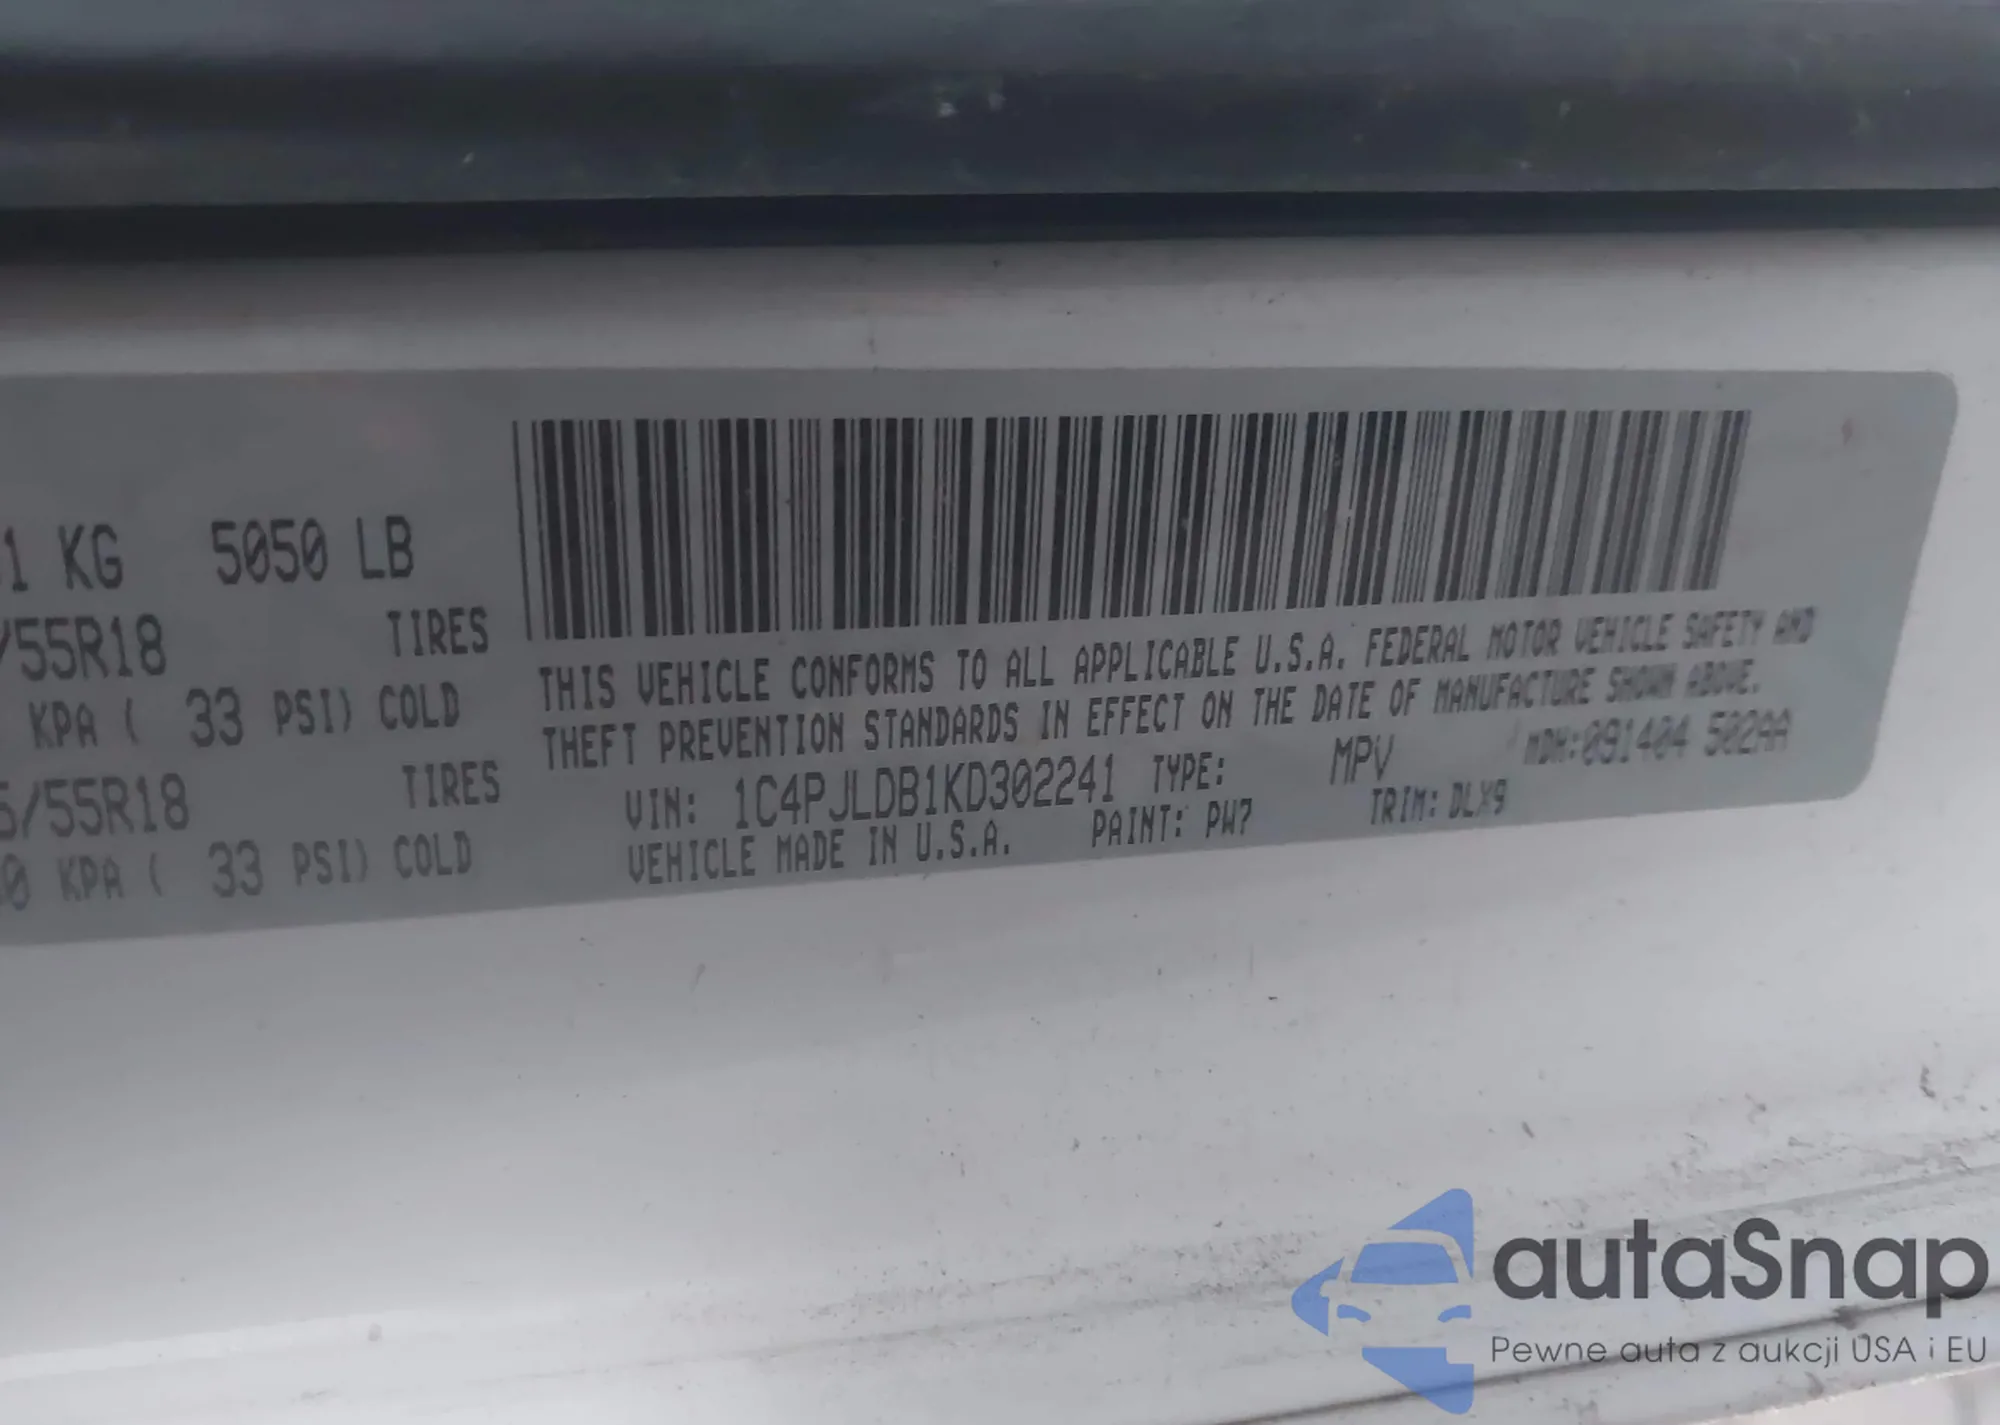 1 KG 5050 LB
/55R18 TIRES
KPA ( 33 PSI) COLD
5/55R18 TIRES
0 KPA ( 33 PSI) COLD
THIS VEHICLE CONFORMS TO ALL APPLICABLE U.S.A. FEDERAL MOTOR VEHICLE SAFETY AND
THEFT PREVENTION STANDARDS IN EFFECT ON THE DATE OF MANUFACTURE SHOWN ABOVE.
VIN: 1C4PJLDB1KD302241 TYPE: MPV MDH:091404 502AA
VEHICLE MADE IN U.S.A. PAINT: PW7 TRIM: DLX9
autaSnap
Pewne auta z aukcji USA i EU